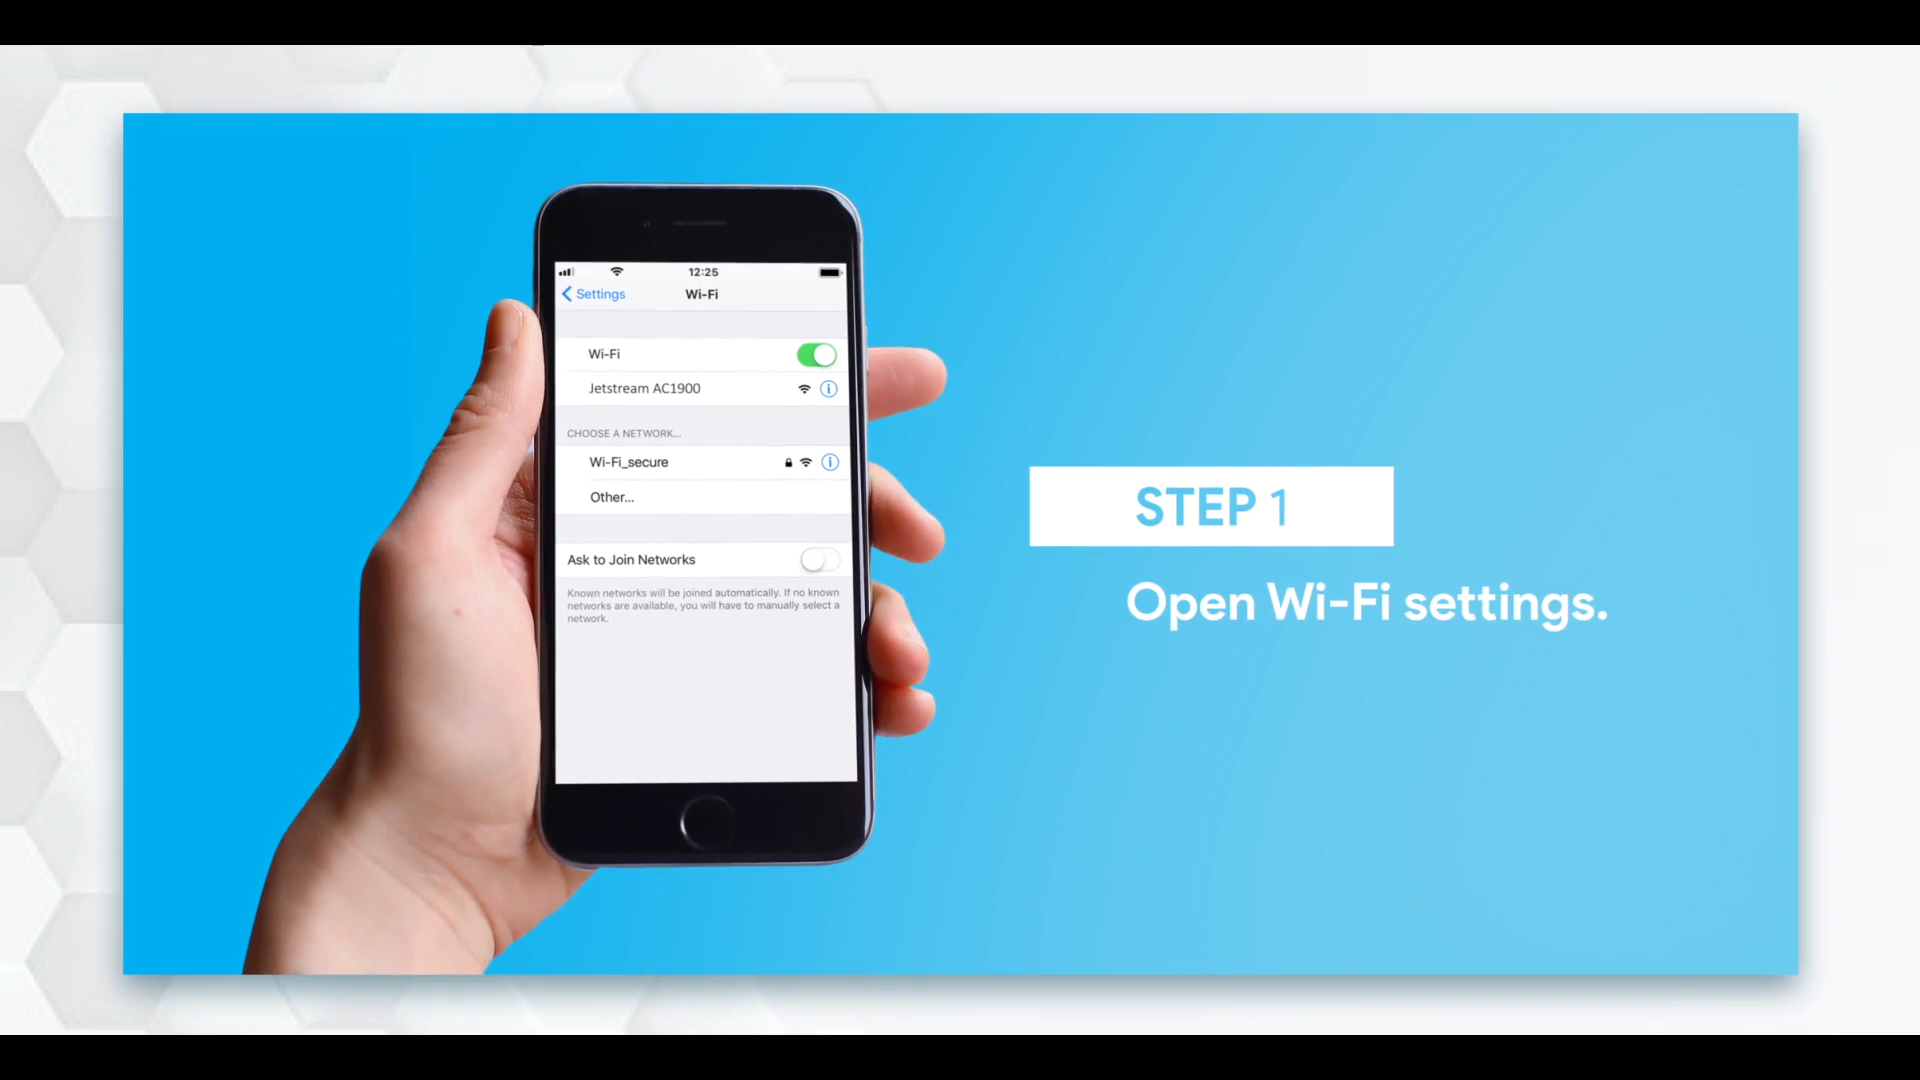 12:25
Settings
Wi-Fi
Wi-Fi
Jetstream AC1900
CHOOSE A NETWORK...
Wi-Fi_secure
Other...
Ask to Join Networks
Known networks will be joined automatically. If no known
networks are available, you will have to manually select a
network.
STEP 1
Open Wi-Fi settings.